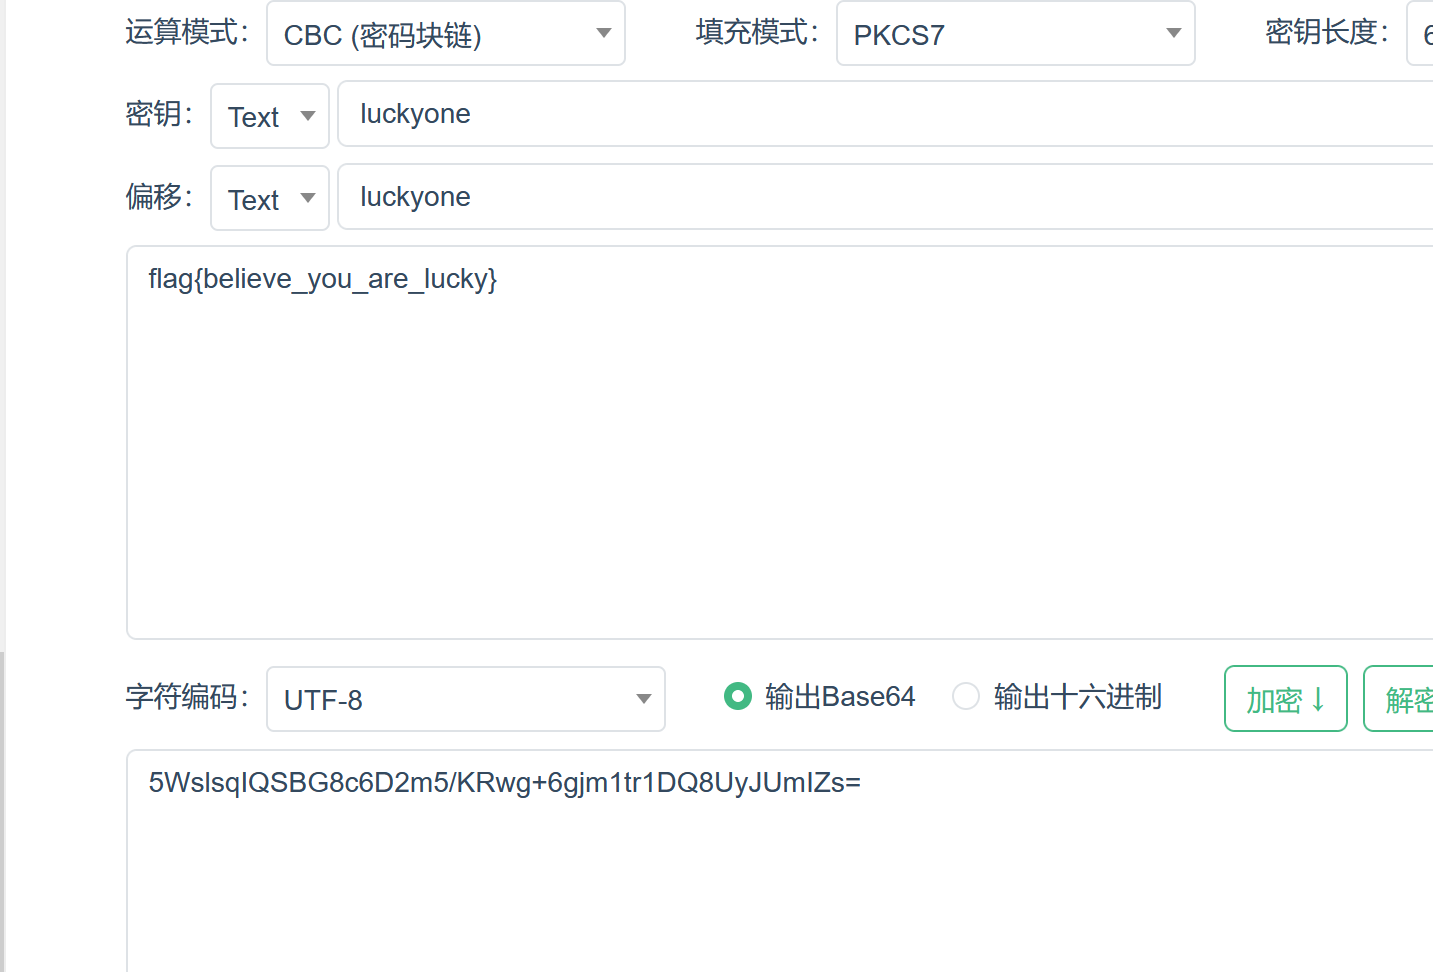 运算模式： CBC (密码块链) 填充模式： PKCS7 密钥长度： 6
密钥： Text luckyone
偏移： Text luckyone
flag{believe_you_are_lucky}
字符编码： UTF-8 输出Base64 输出十六进制 加密↓ 解密
5WslsqIQSBG8c6D2m5/KRwg+6gjm1tr1DQ8UyJUmIZs=